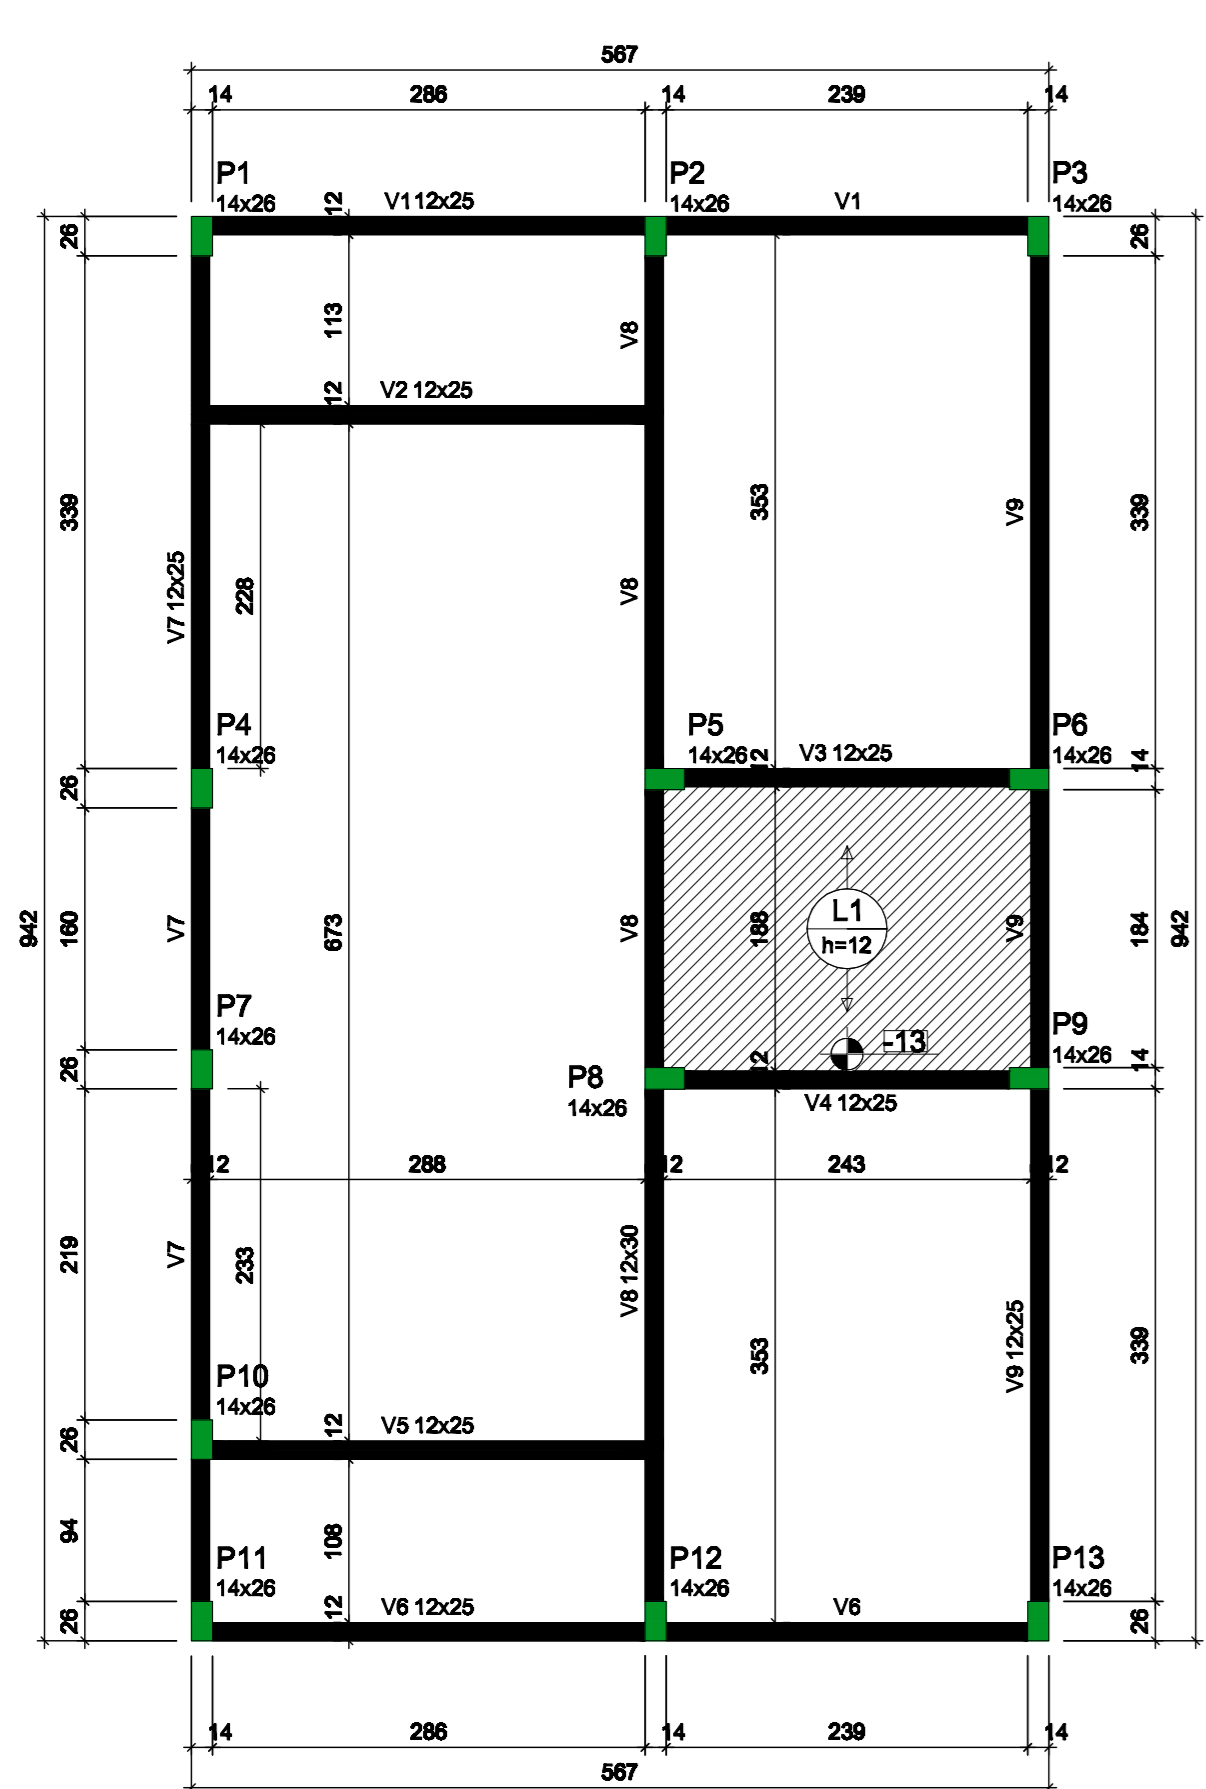 567
14 286 14 239 14
P1
14x26
12
V1 12x25
P2
14x26
V1
P3
14x26
26
26
113
V8
12
V2 12x25
339
V7 12x25
228
V8
353
V9
339
P4
14x26
P5
14x26
12
V3 12x25
P6
14x26
14
26
942
160
V7
673
V8
188
L1
h=12
V9
184
942
P7
14x26
26
12
-13
P9
14x26
14
P8
14x26
V4 12x25
12 288 12 243 12
219
V7
233
V8 12x30
353
V9 12x25
339
P10
14x26
26
12
V5 12x25
94
108
P11
14x26
P12
14x26
P13
14x26
26
12
V6 12x25
V6
26
14 286 14 239 14
567